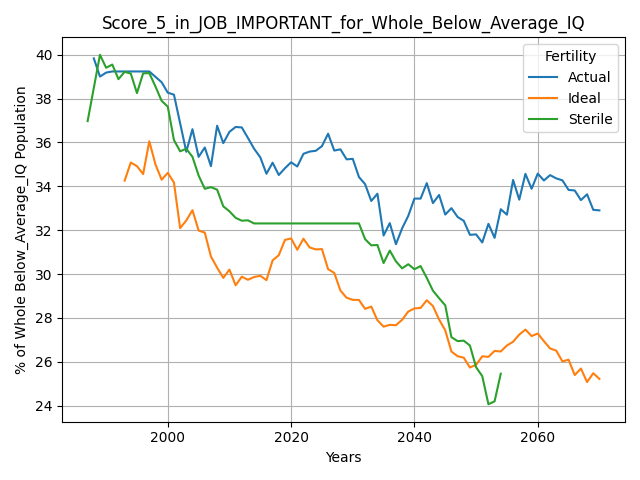 Score_5_in_JOB_IMPORTANT_for_Whole_Below_Average_IQ
% of Whole Below_Average_IQ Population
40
38
36
34
32
30
28
26
24
Fertility
Actual
Ideal
Sterile
2000 2020 2040 2060
Years